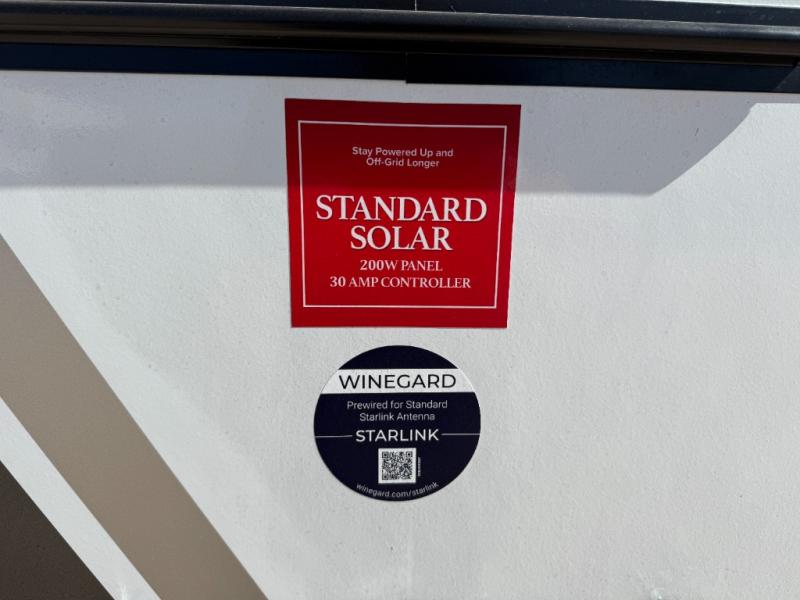 Stay Powered Up and
Off-Grid Longer
STANDARD
SOLAR
200W PANEL
30 AMP CONTROLLER
WINEGARD
Prewired for Standard
Starlink Antenna
STARLINK
winegard.com/starlink